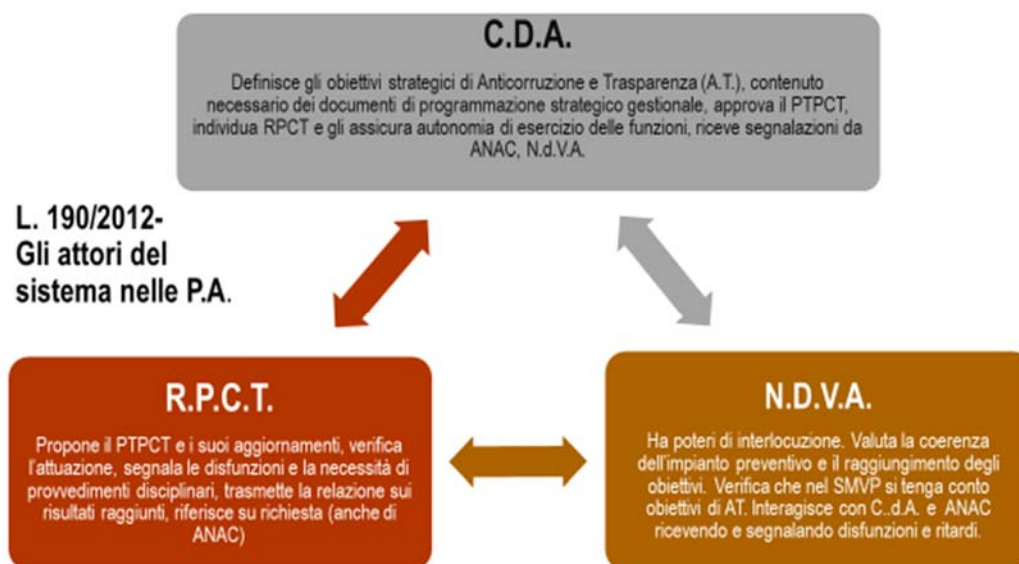 C.D.A.
Definisce gli obiettivi strategici di Anticorruzione e Trasparenza (A.T.), contenuto
necessario dei documenti di programmazione strategico gestionale, approva il PTPCT,
individua RPCT e gli assicura autonomia di esercizio delle funzioni, riceve segnalazioni da
ANAC, N.d.V.A.
L. 190/2012-
Gli attori del
sistema nelle P.A.
R.P.C.T.
Propone il PTPCT e i suoi aggiornamenti, verifica
l'attuazione, segnala le disfunzioni e la necessità di
provvedimenti disciplinari, trasmette la relazione sui
risultati raggiunti, riferisce su richiesta (anche di
ANAC)
N.D.V.A.
Ha poteri di interlocuzione. Valuta la coerenza
dell'impianto preventivo e il raggiungimento degli
obiettivi. Verifica che nel SMVP si tenga conto
obiettivi di AT. Interagisce con C..d.A. e ANAC
ricevendo e segnalando disfunzioni e ritardi.